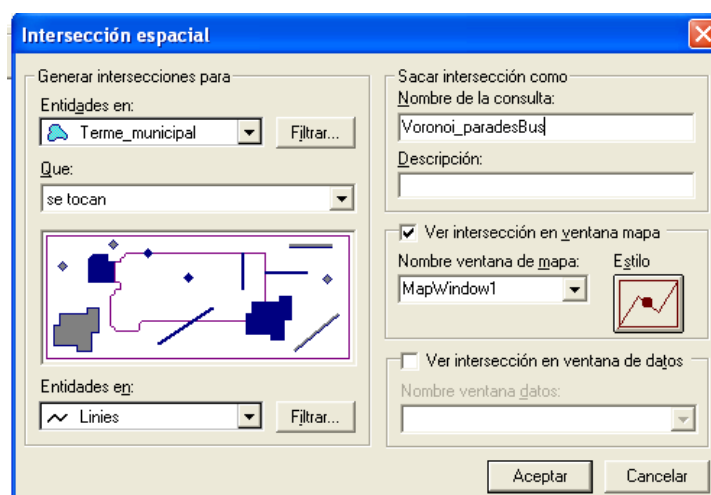 Intersección espacial
Generar intersecciones para
Entidades en:
Terme_municipal
Filtrar...
Que:
se tocan
Entidades en:
Linies
Filtrar...
Sacar intersección como
Nombre de la consulta:
Voronoi_paradesBus
Descripción:
Ver intersección en ventana mapa
Nombre ventana de mapa:
Estilo
MapWindow1
Ver intersección en ventana de datos
Nombre ventana datos:
Aceptar
Cancelar